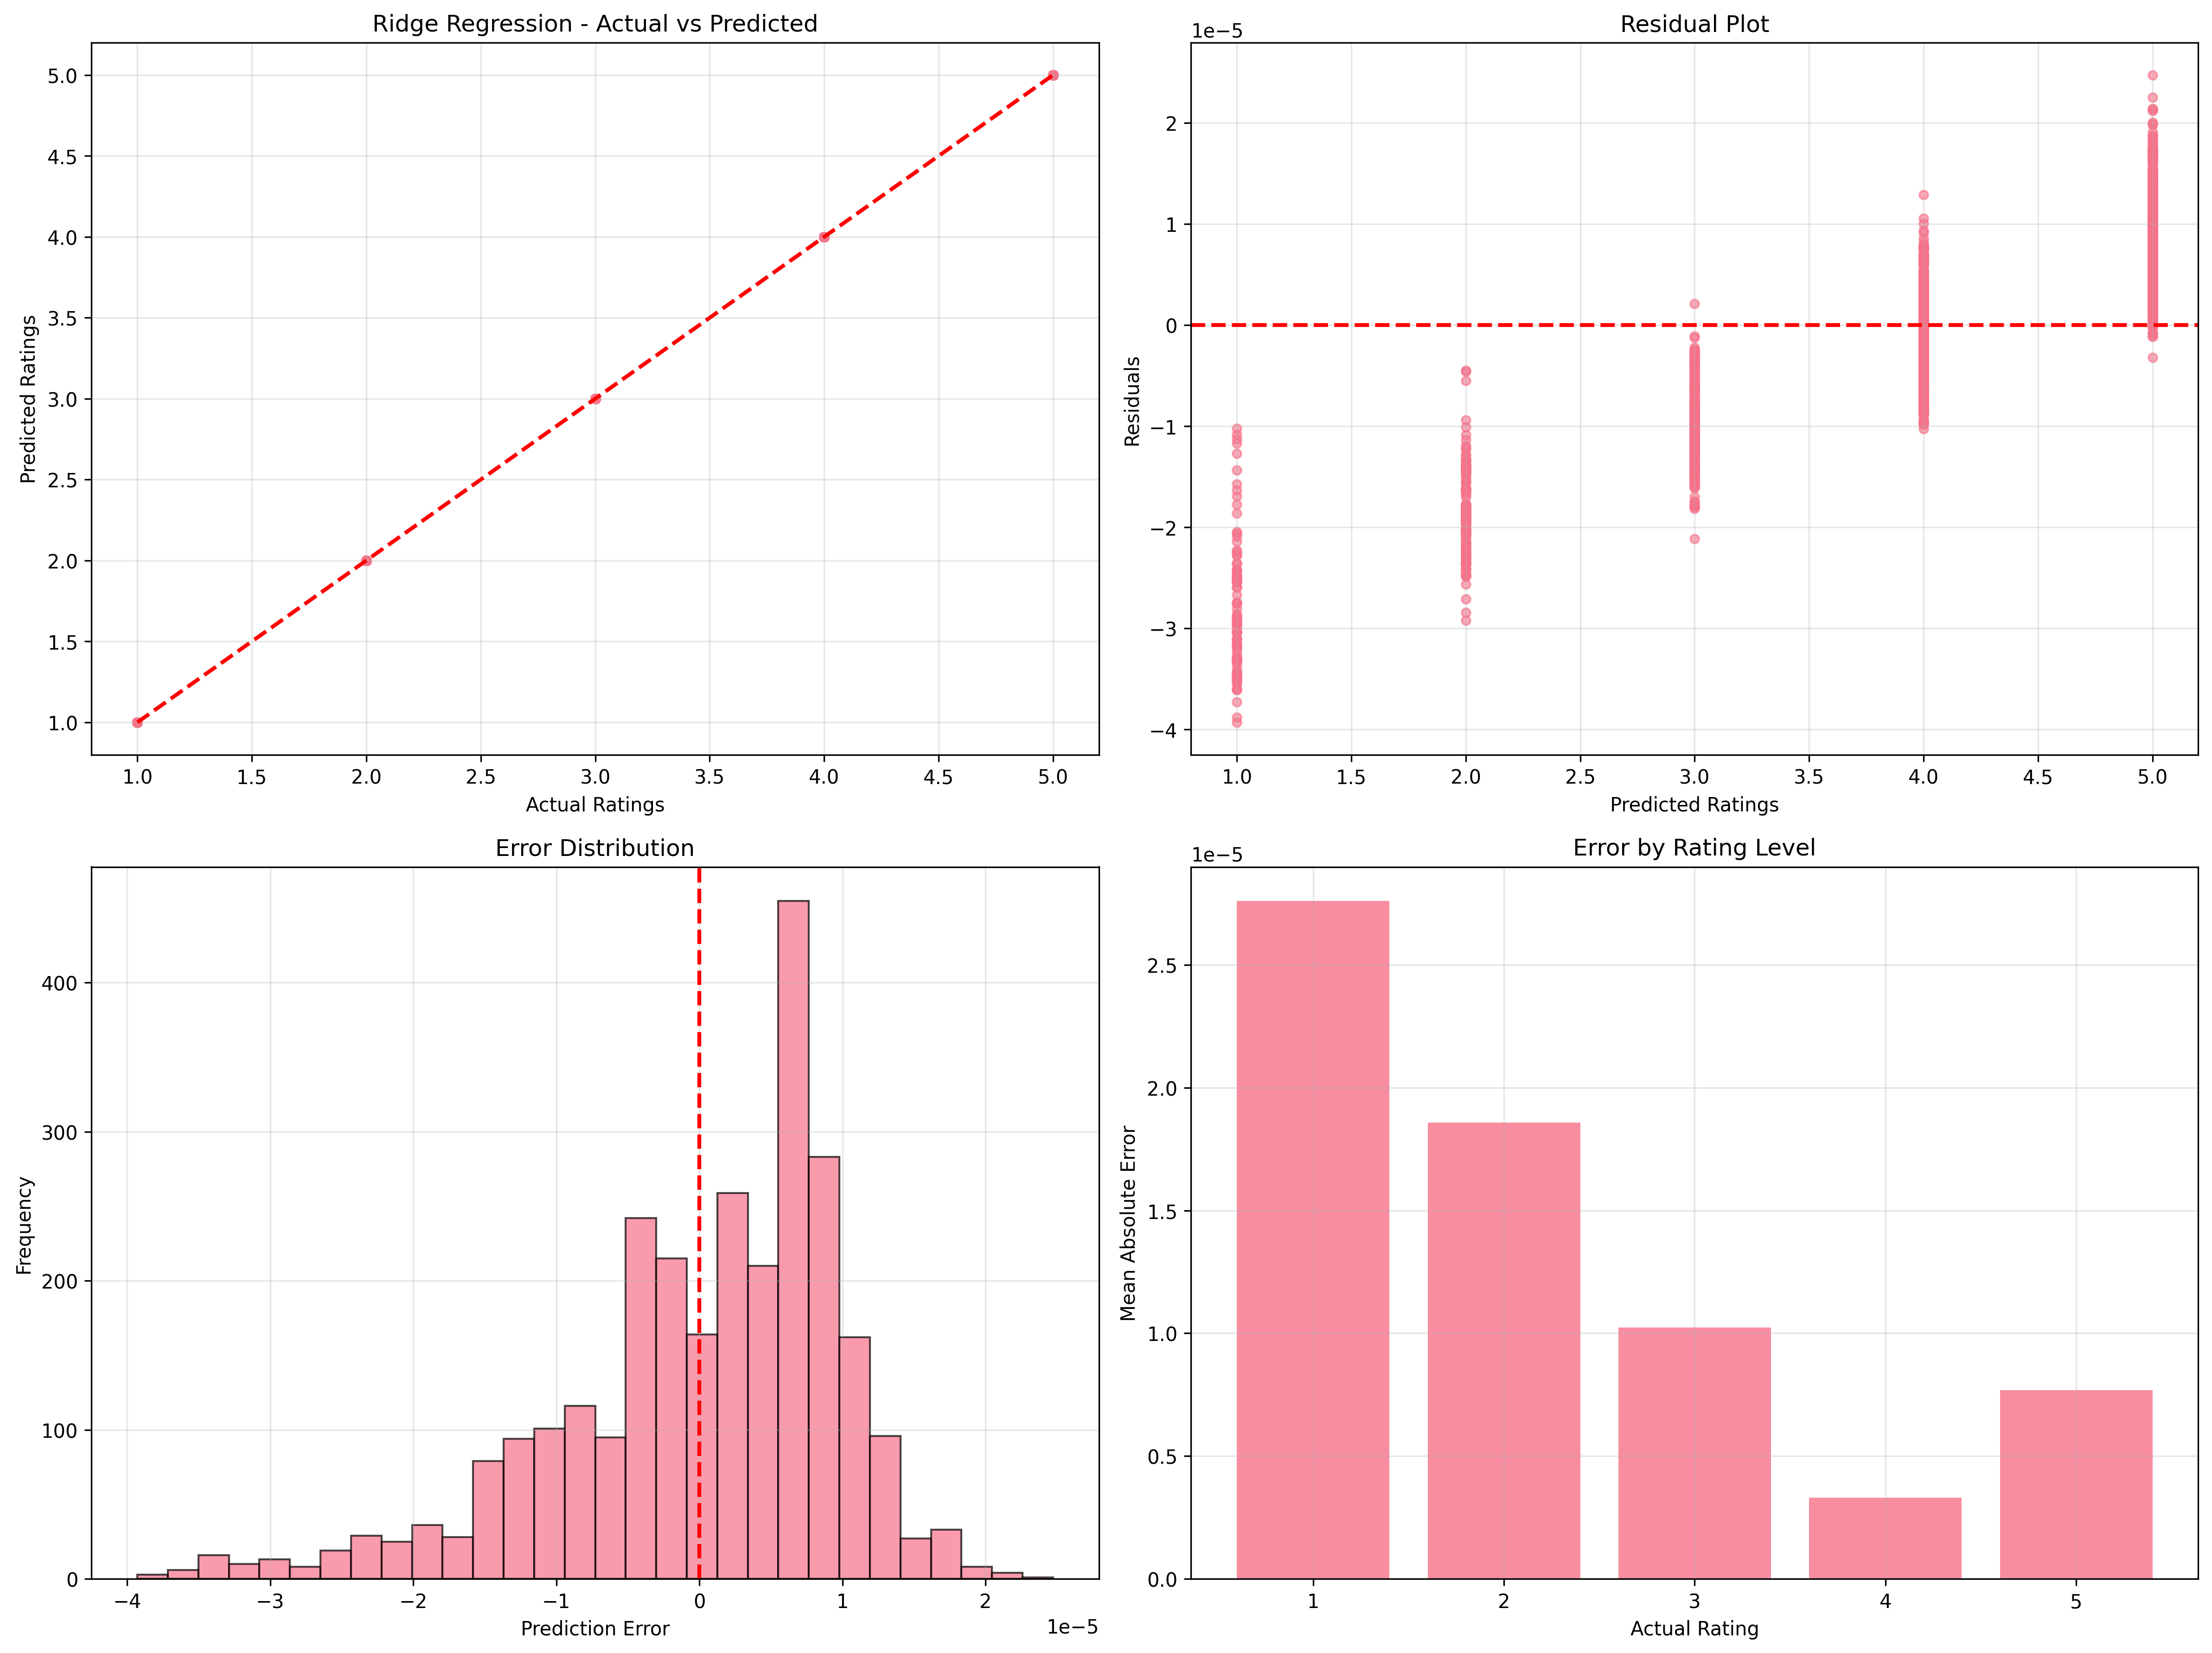 Ridge Regression - Actual vs Predicted
Predicted Ratings
5.0
4.5
4.0
3.5
3.0
2.5
2.0
1.5
1.0
1.0 1.5 2.0 2.5 3.0 3.5 4.0 4.5 5.0
Actual Ratings
Residual Plot
1e−5
Residuals
2
1
0
−1
−2
−3
−4
1.0 1.5 2.0 2.5 3.0 3.5 4.0 4.5 5.0
Predicted Ratings
Error Distribution
Frequency
400
300
200
100
0
−4 −3 −2 −1 0 1 2
1e−5
Prediction Error
Error by Rating Level
1e−5
Mean Absolute Error
2.5
2.0
1.5
1.0
0.5
0.0
1 2 3 4 5
Actual Rating